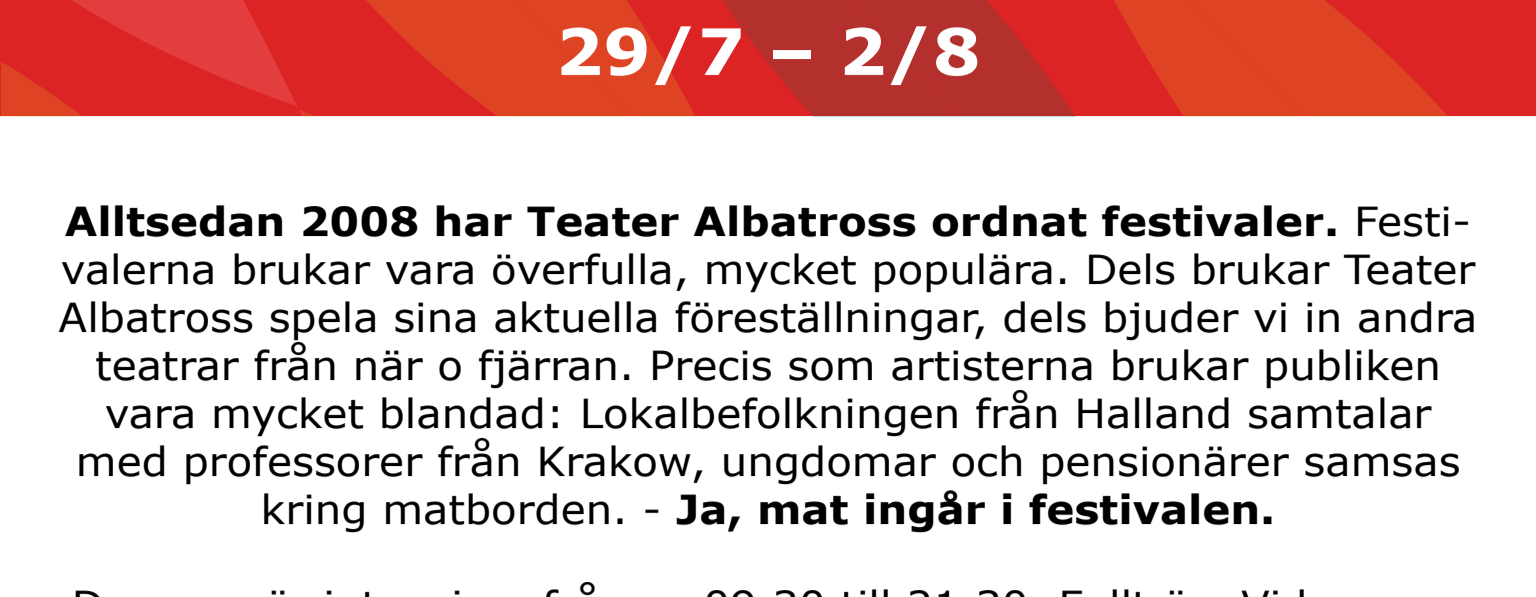 29/7 – 2/8
Alltsedan 2008 har Teater Albatross ordnat festivaler. Festi-
valerna brukar vara överfulla, mycket populära. Dels brukar Teater
Albatross spela sina aktuella föreställningar, dels bjuder vi in andra
teatrar från när o fjärran. Precis som artisterna brukar publiken
vara mycket blandad: Lokalbefolkningen från Halland samtalar
med professorer från Krakow, ungdomar och pensionärer samsas
kring matborden. - Ja, mat ingår i festivalen.